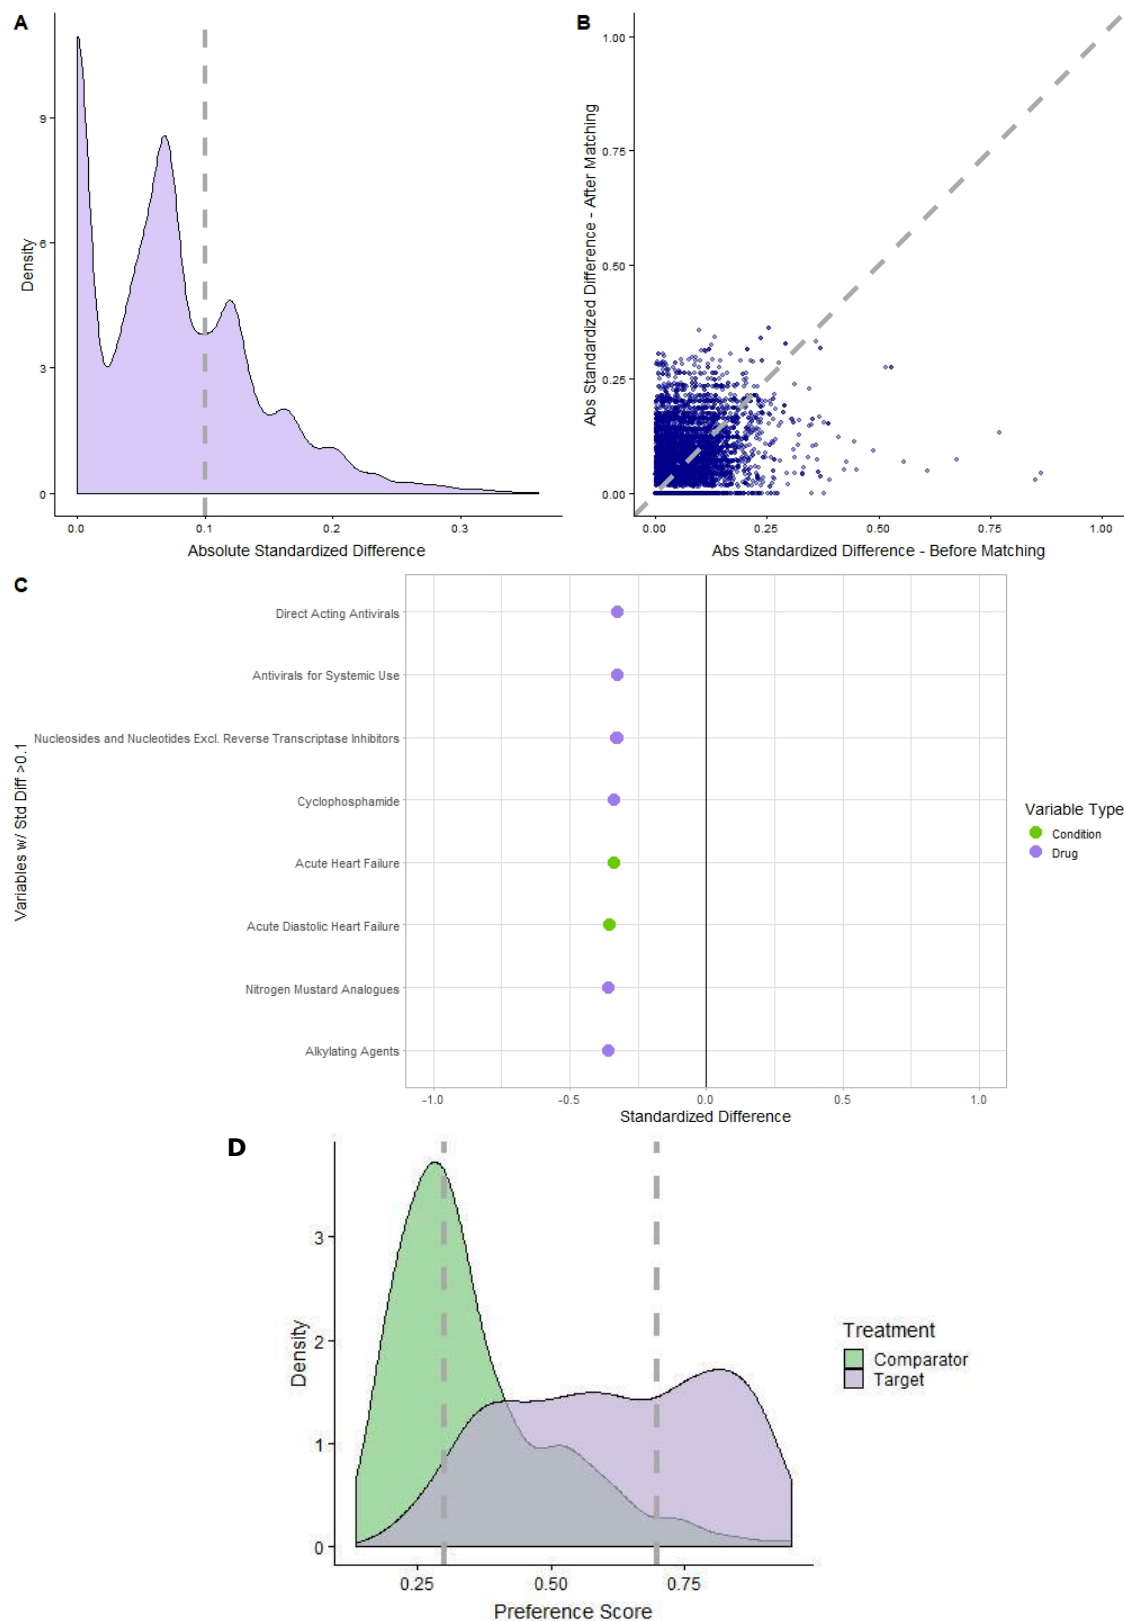 A
9
6
3
0
Density
0.0 0.1 0.2 0.3
Absolute Standardized Difference
B
1.00
0.75
0.50
0.25
0.00
Abs Standardized Difference - After Matching
0.00 0.25 0.50 0.75 1.00
Abs Standardized Difference - Before Matching
C
Variables w/ Std Diff >0.1
Direct Acting Antivirals
Antivirals for Systemic Use
Nucleosides and Nucleotides Excl. Reverse Transcriptase Inhibitors
Cyclophosphamide
Acute Heart Failure
Acute Diastolic Heart Failure
Nitrogen Mustard Analogues
Alkylating Agents
-1.0 -0.5 0.0 0.5 1.0
Standardized Difference
Variable Type
Condition
Drug
D
3
2
1
0
Density
0.25 0.50 0.75
Preference Score
Treatment
Comparator
Target